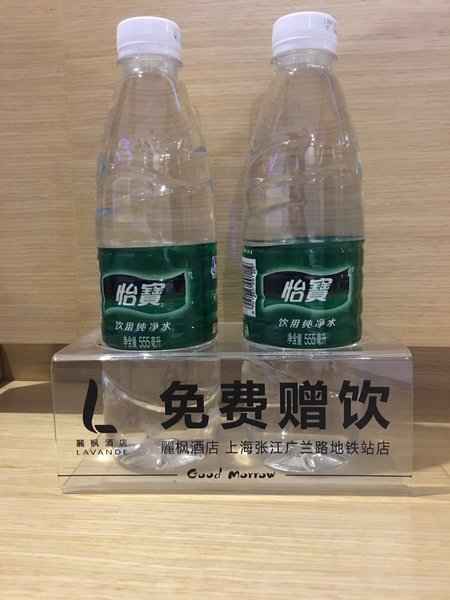 怡寶
饮用纯净水
净含量 555毫升
怡寶
饮用纯净水
净含量 555毫升
L
麗枫酒店
LAVANDE
免费赠饮
麗枫酒店 上海张江广兰路地铁站店
Good Morrow